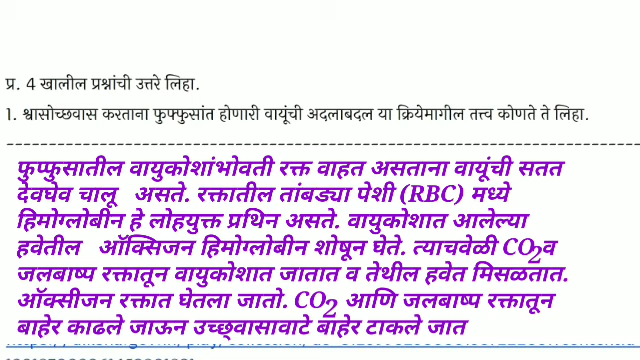 प्र. 4 खालील प्रश्नांची उत्तरे लिहा.
1. श्वासोच्छवास करताना फुफ्फुसांत होणारी वायूंची अदलाबदल या क्रियेमागील तत्त्व कोणते ते लिहा.
फुप्फुसातील वायुकोशांभोवती रक्त वाहत असताना वायूंची सतत
देवघेव चालू असते. रक्तातील तांबड्या पेशी (RBC) मध्ये
हिमोग्लोबीन हे लोहयुक्त प्रथिन असते. वायुकोशात आलेल्या
हवेतील ऑक्सिजन हिमोग्लोबीन शोषून घेते. त्याचवेळी CO2व
जलबाष्प रक्तातून वायुकोशात जातात व तेथील हवेत मिसळतात.
ऑक्सीजन रक्तात घेतला जातो. CO2 आणि जलबाष्प रक्तातून
बाहेर काढले जाऊन उच्छ्वासावाटे बाहेर टाकले जात